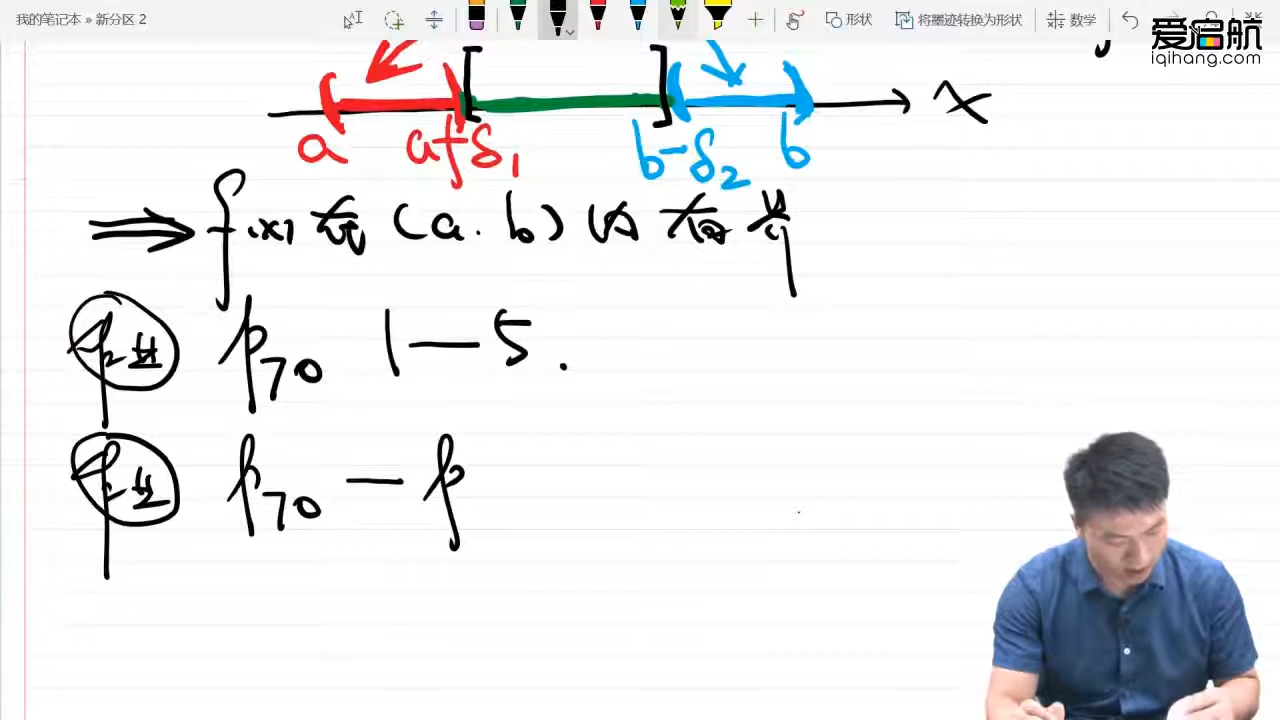 我的笔记本 » 新分区 2
形状
将墨迹转换为形状
数学
爱启航
iqihang.com
[ ]
a a+δ₁ b-δ₂ b x
⇒ f(x) 在 (a.b) 内有界
P70 1—5.
P70 — P